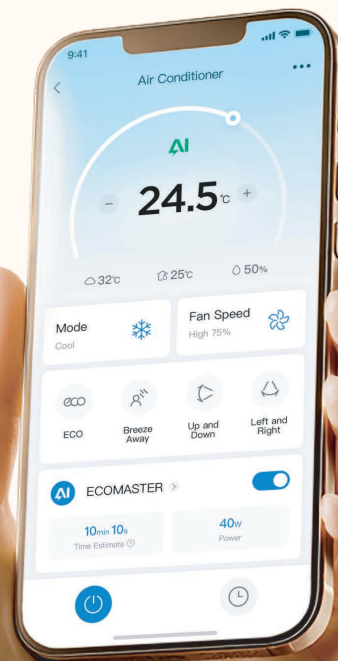 9:41
Air Conditioner
AI
24.5℃
32℃ 25℃ 50%
Mode
Cool
Fan Speed
High 75%
eco
ECO
Breeze
Away
Up and
Down
Left and
Right
AI ECOMASTER
10min 10s
Time Estimate ?
40w
Power